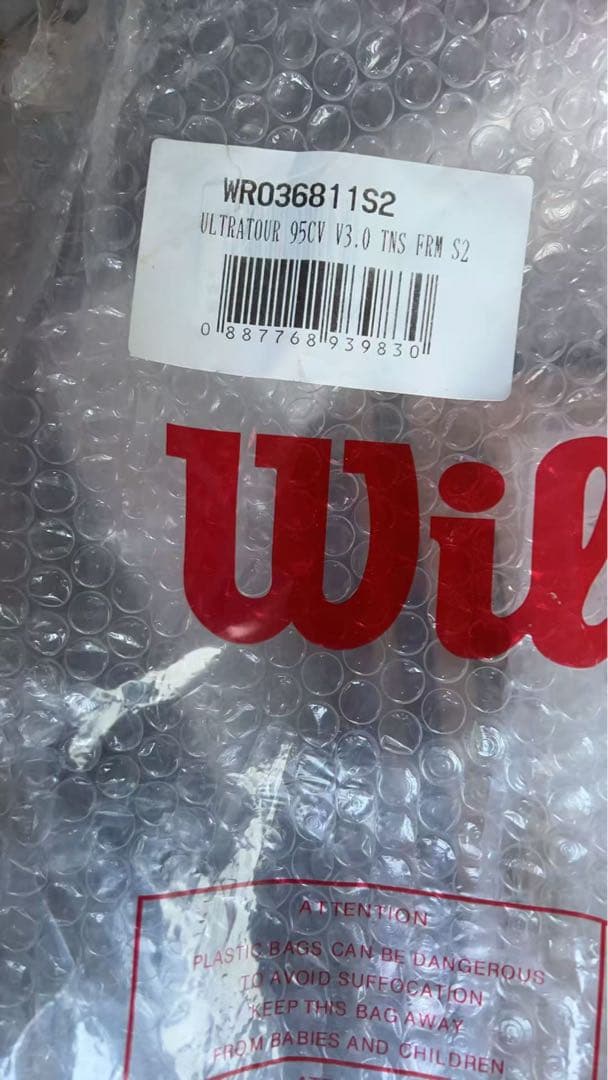 WR036811S2
ULTRATOUR 95CV V3.0 TNS FRM S2
0 887768 939830
Wil
ATTENTION
PLASTIC BAGS CAN BE DANGEROUS
TO AVOID SUFFOCATION
KEEP THIS BAG AWAY
FROM BABIES AND CHILDREN